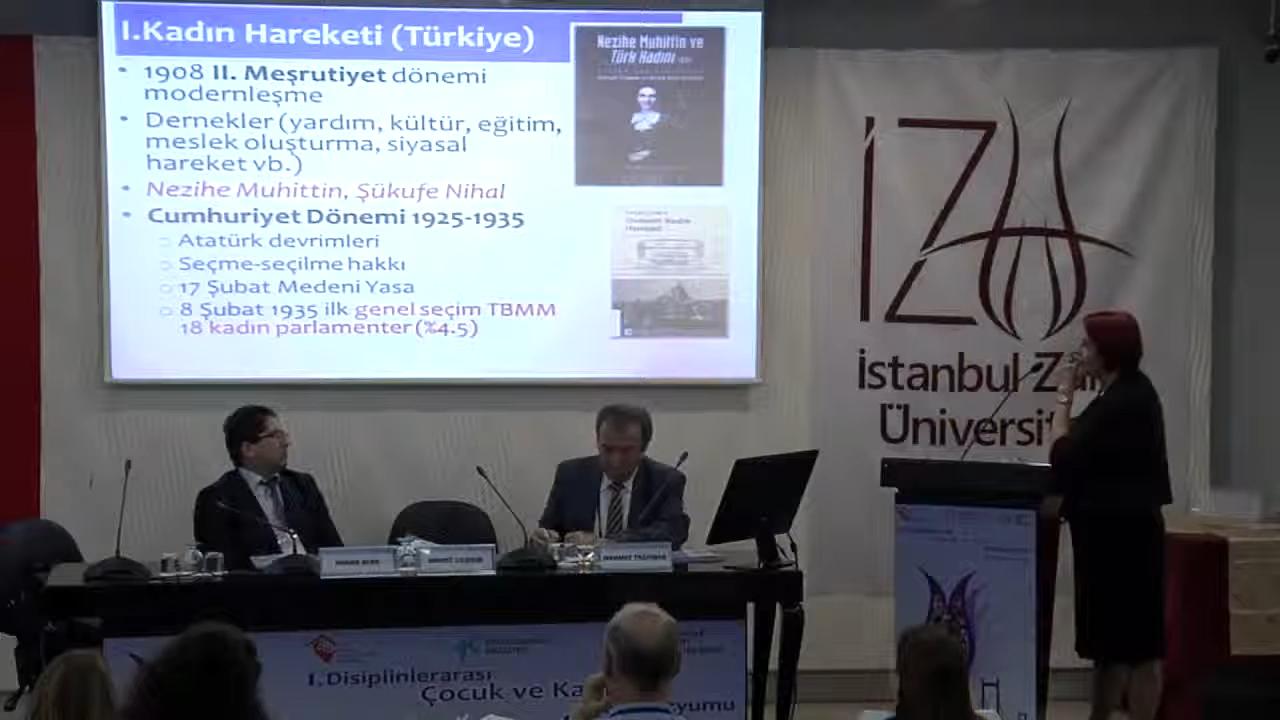 I.Kadın Hareketi (Türkiye)
• 1908 II. Meşrutiyet dönemi
modernleşme
• Dernekler (yardım, kültür, eğitim,
meslek oluşturma, siyasal
hareket vb.)
• Nezihe Muhittin, Şükufe Nihal
• Cumhuriyet Dönemi 1925-1935
Atatürk devrimleri
Seçme-seçilme hakkı
17 Şubat Medeni Yasa
8 Şubat 1935 ilk genel seçim TBMM
18 kadın parlamenter (%4.5)
Nezihe Muhittin ve
Türk Kadını
IZU
İstanbul
Üniversit
I.Disiplinlerarası
Çocuk ve Ka
yumu